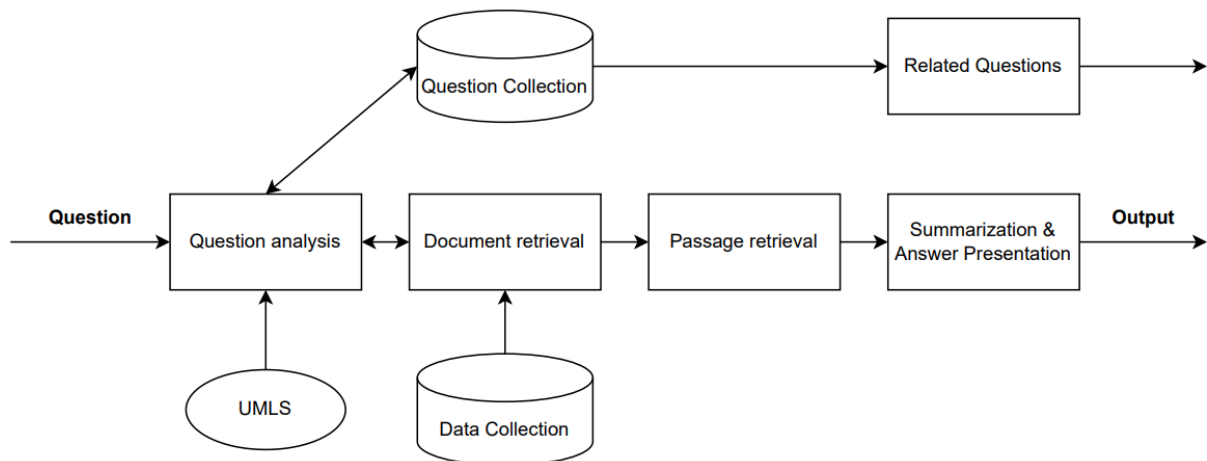 Question Collection
Related Questions
Question
Question analysis
Document retrieval
Passage retrieval
Summarization &
Answer Presentation
Output
UMLS
Data Collection